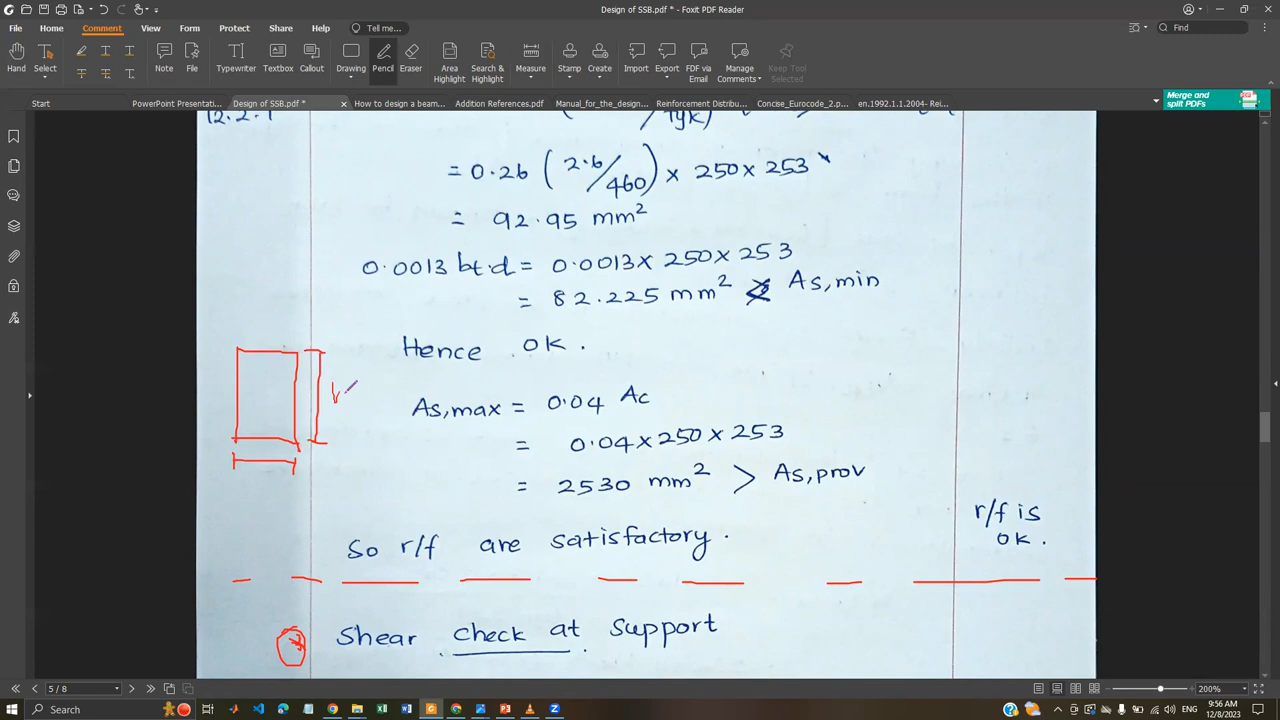 Design of SSB.pdf * - Foxit PDF Reader
File Home Comment View Form Protect Share Help Tell me... Find
Hand Select Note File Typewriter Textbox Callout Drawing Pencil Eraser Area Highlight Search & Highlight Measure Stamp Create Import Export FDF via Email Manage Comments Keep Tool Selected
Start PowerPoint Presentati... Design of SSB.pdf * How to design a beam... Addition References.pdf Manual_for_the_design... Reinforcement Distribu... Concise_Eurocode_2.p... en.1992.1.1.2004- Rei... Merge and split PDFs
12.2.1
= 0.26 (2.6/460) × 250 × 253
= 92.95 mm2
0.0013 bt.d = 0.0013 × 250 × 253
= 82.225 mm2 As,min
Hence OK.
As,max = 0.04 Ac
= 0.04 × 250 × 253
= 2530 mm2 > As,prov
r/f is
OK.
So r/f are satisfactory.
Shear check at support
5 / 8 200%
Search 9:56 AM
12/8/2023